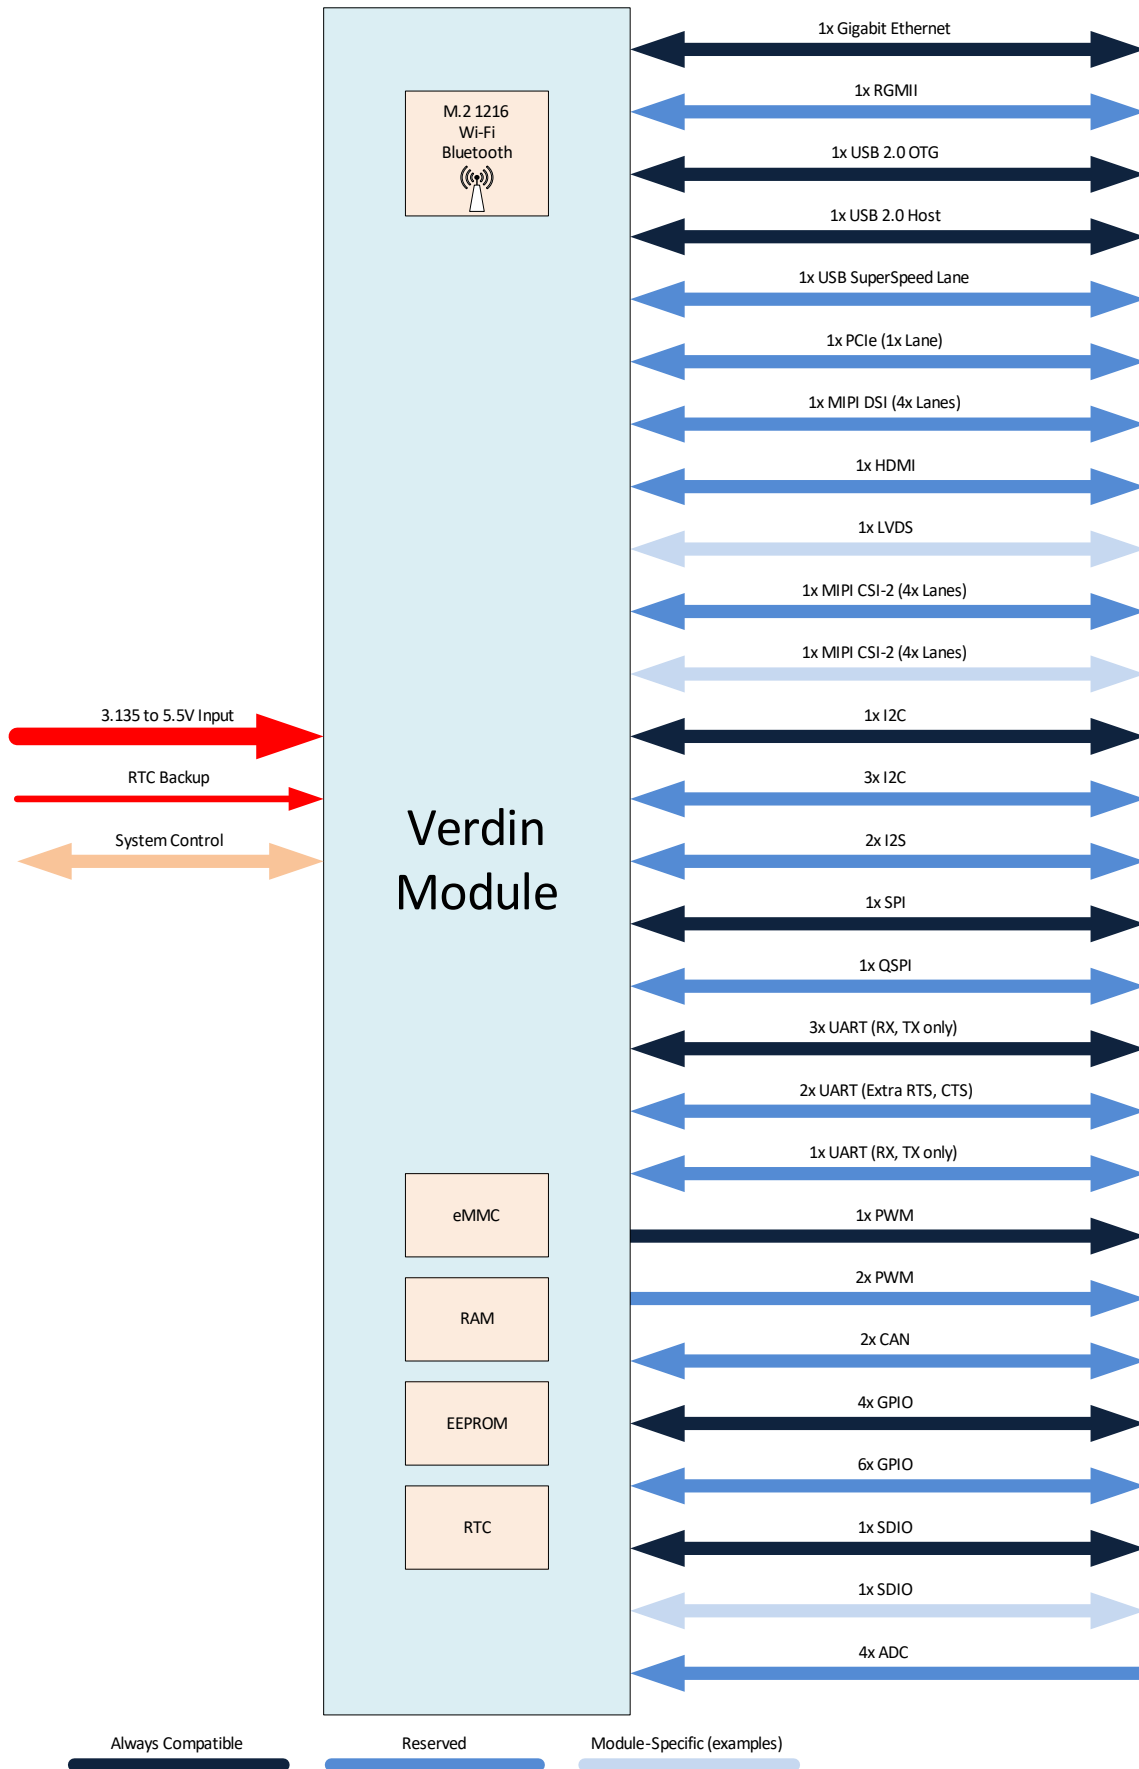 1x Gigabit Ethernet
M.2 1216
Wi-Fi
Bluetooth
1x RGMII
1x USB 2.0 OTG
1x USB 2.0 Host
1x USB SuperSpeed Lane
1x PCIe (1x Lane)
1x MIPI DSI (4x Lanes)
1x HDMI
1x LVDS
1x MIPI CSI-2 (4x Lanes)
1x MIPI CSI-2 (4x Lanes)
3.135 to 5.5V Input
1x I2C
RTC Backup
3x I2C
System Control
Verdin
Module
2x I2S
1x SPI
1x QSPI
3x UART (RX, TX only)
2x UART (Extra RTS, CTS)
1x UART (RX, TX only)
eMMC
1x PWM
2x PWM
RAM
2x CAN
4x GPIO
EEPROM
6x GPIO
RTC
1x SDIO
1x SDIO
4x ADC
Always Compatible
Reserved
Module-Specific (examples)